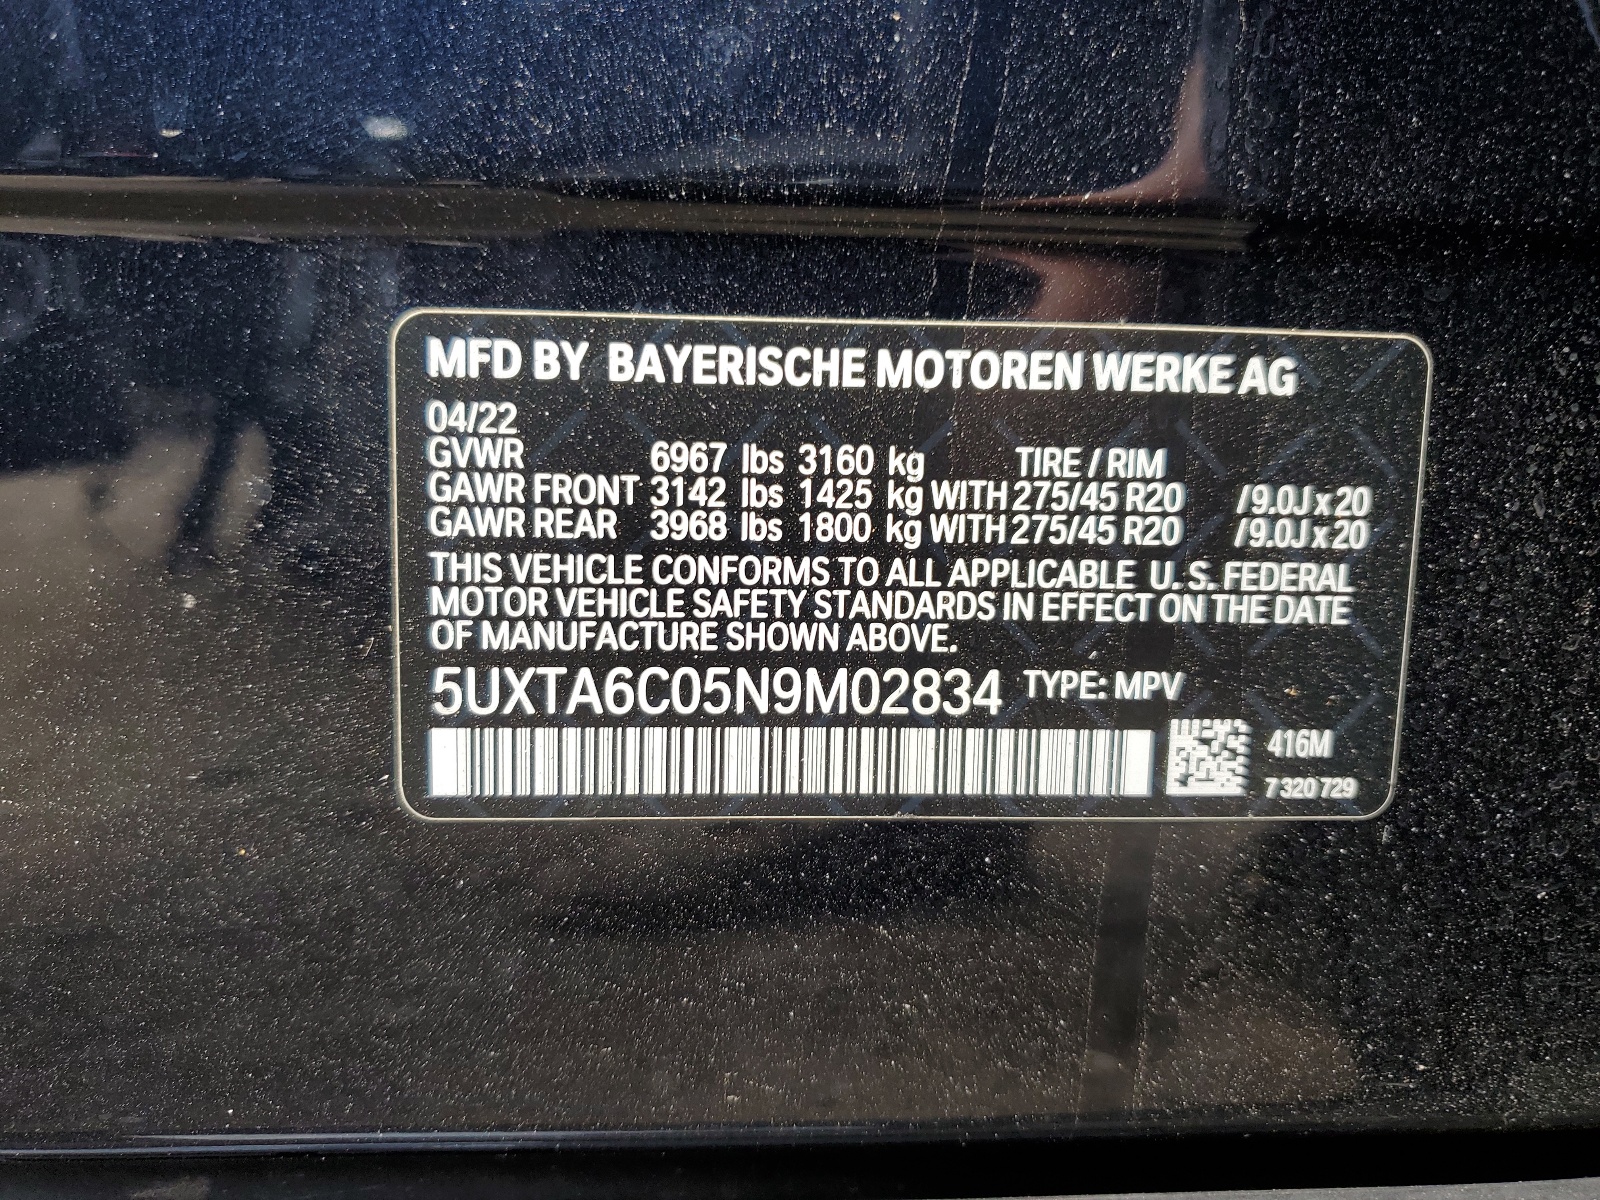 MFD BY BAYERISCHE MOTOREN WERKE AG
04/22
GVWR 6967 lbs 3160 kg TIRE / RIM
GAWR FRONT 3142 lbs 1425 kg WITH 275/45 R20 /9.0J x 20
GAWR REAR 3968 lbs 1800 kg WITH 275/45 R20 /9.0J x 20
THIS VEHICLE CONFORMS TO ALL APPLICABLE U. S. FEDERAL
MOTOR VEHICLE SAFETY STANDARDS IN EFFECT ON THE DATE
OF MANUFACTURE SHOWN ABOVE.
5UXTA6C05N9M02834 TYPE: MPV
416M
7 320 729